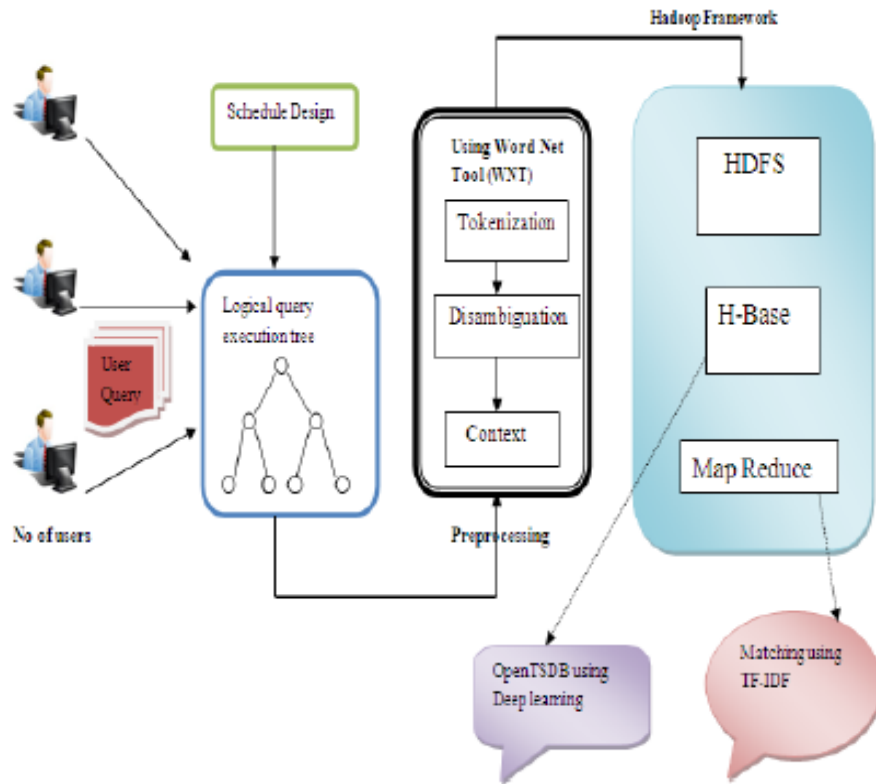 Hadoop Framework
Schedule Design
Using Word Net
Tool (WNT)
Tokenization
Disambiguation
Context
HDFS
H-Base
Map Reduce
Logical query
execution tree
User
Query
No of users
Preprocessing
OpenTSDB using
Deep learning
Matching using
TF-IDF